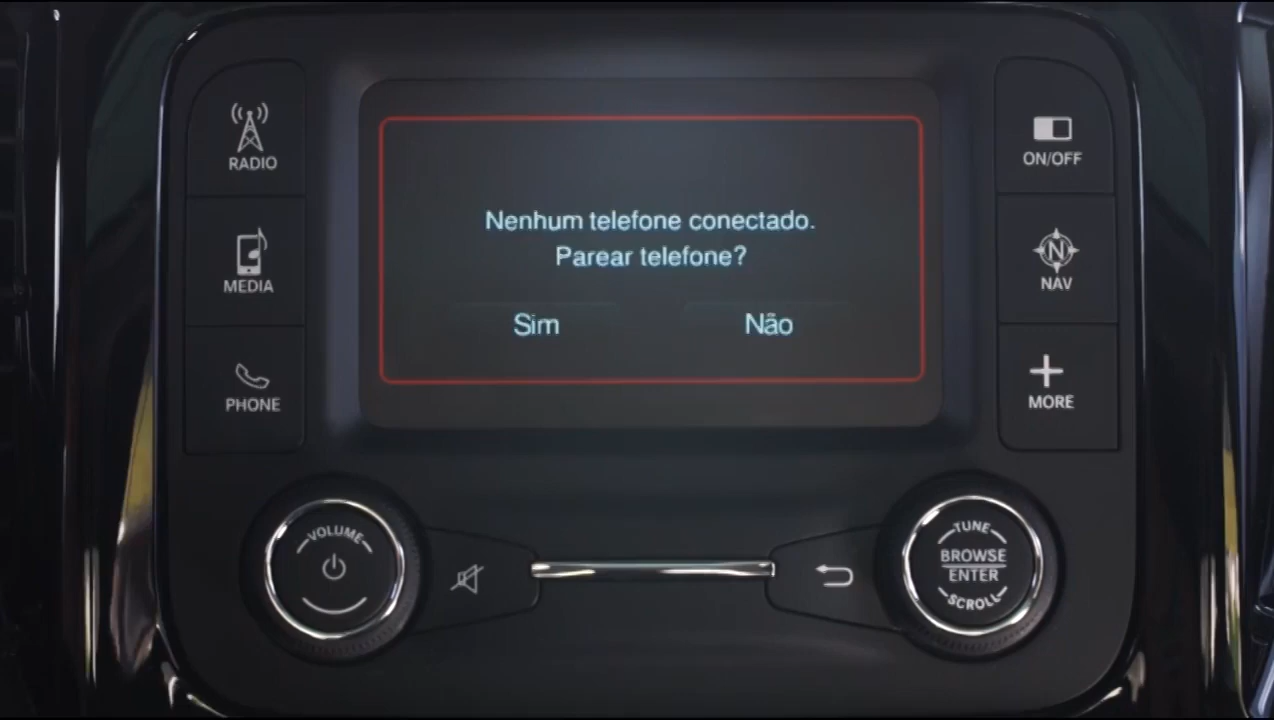 RADIO
MEDIA
PHONE
Nenhum telefone conectado.
Parear telefone?
Sim Não
ON/OFF
N
NAV
MORE
VOLUME
TUNE
BROWSE
ENTER
SCROLL